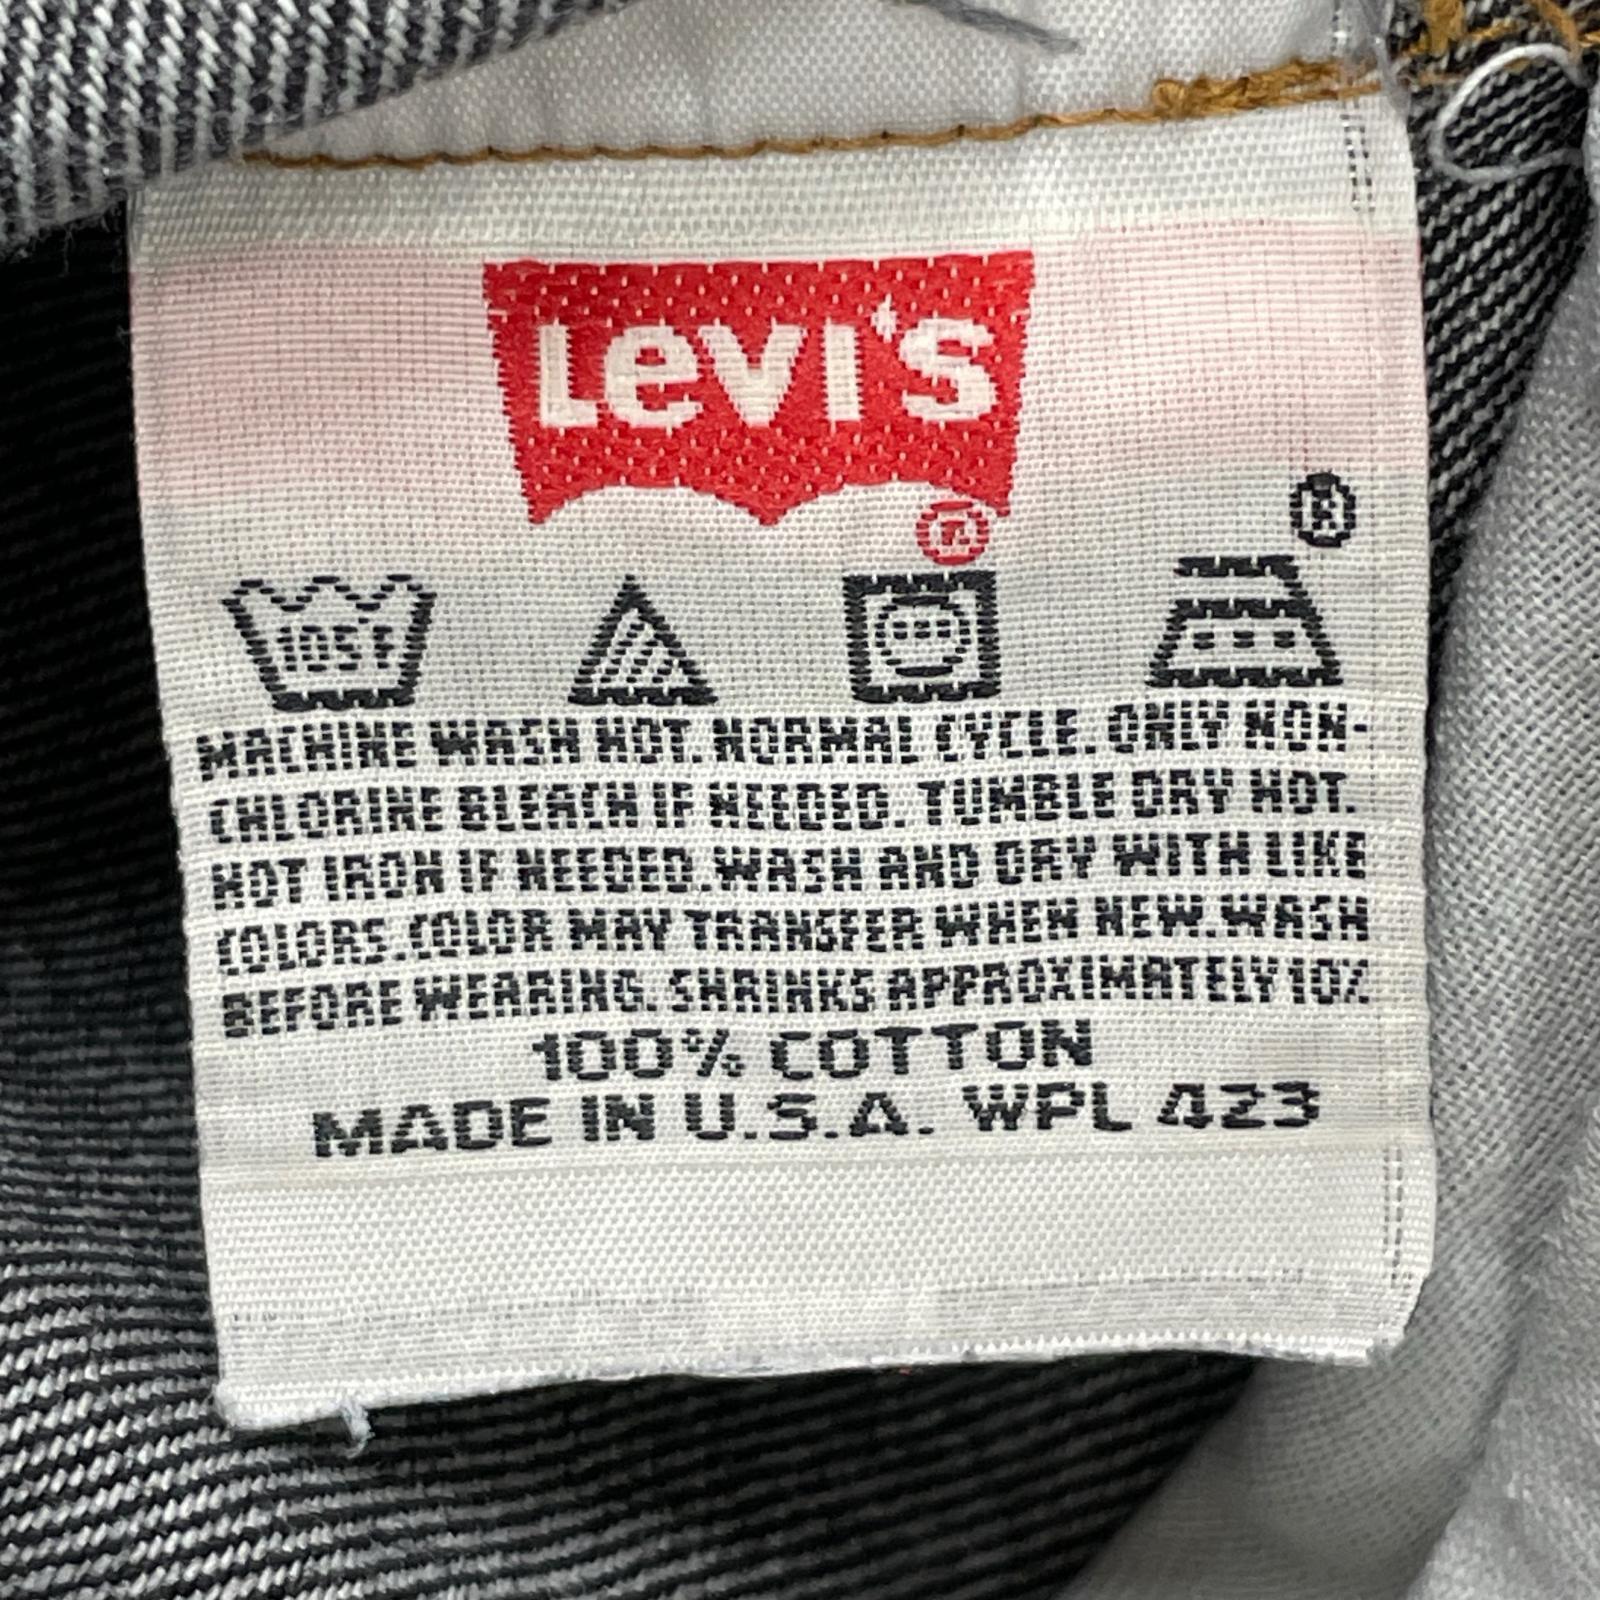 LeVI'S
®
®
105°F
MACHINE WASH HOT. NORMAL CYCLE. ONLY NON-
CHLORINE BLEACH IF NEEDED. TUMBLE DRY HOT.
HOT IRON IF NEEDED. WASH AND DRY WITH LIKE
COLORS. COLOR MAY TRANSFER WHEN NEW. WASH
BEFORE WEARING. SHRINKS APPROXIMATELY 10%
100% COTTON
MADE IN U.S.A. WPL 423